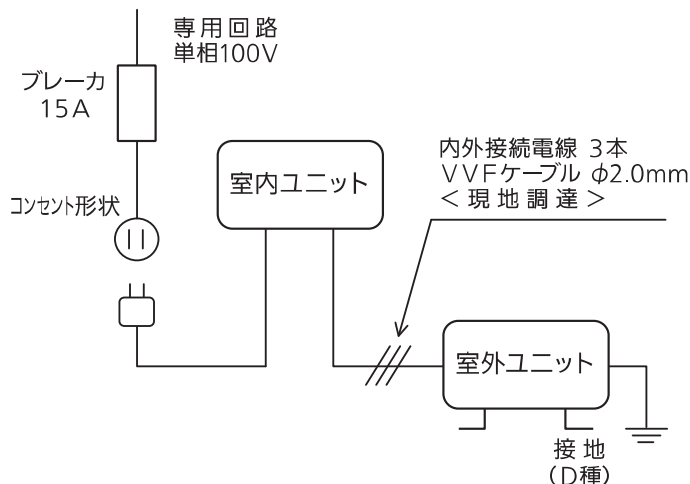 専用回路
単相100V
ブレーカ
15A
コンセント形状
室内ユニット
内外接続電線 3本
VVFケーブル φ2.0mm
<現地調達>
室外ユニット
接地
(D種)